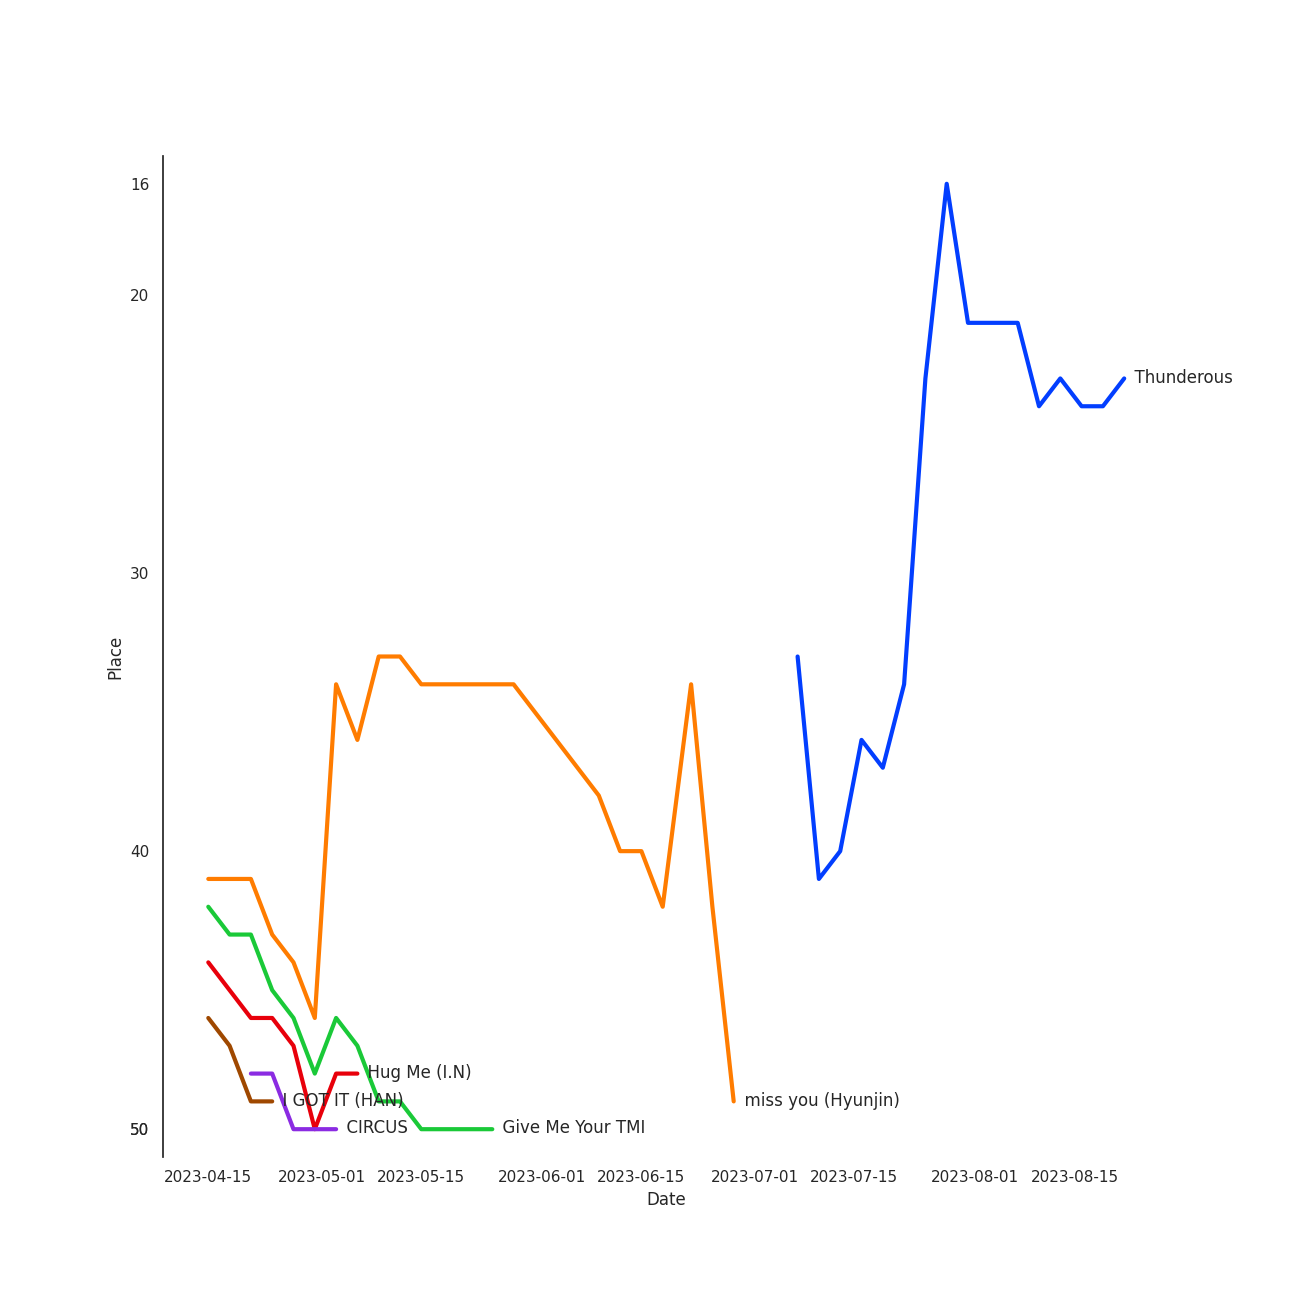 16
20
30
40
50
Place
Thunderous
Hug Me (I.N)
I GOT IT (HAN)
miss you (Hyunjin)
CIRCUS
Give Me Your TMI
2023-04-15 2023-05-01 2023-05-15 2023-06-01 2023-06-15 2023-07-01 2023-07-15 2023-08-01 2023-08-15
Date